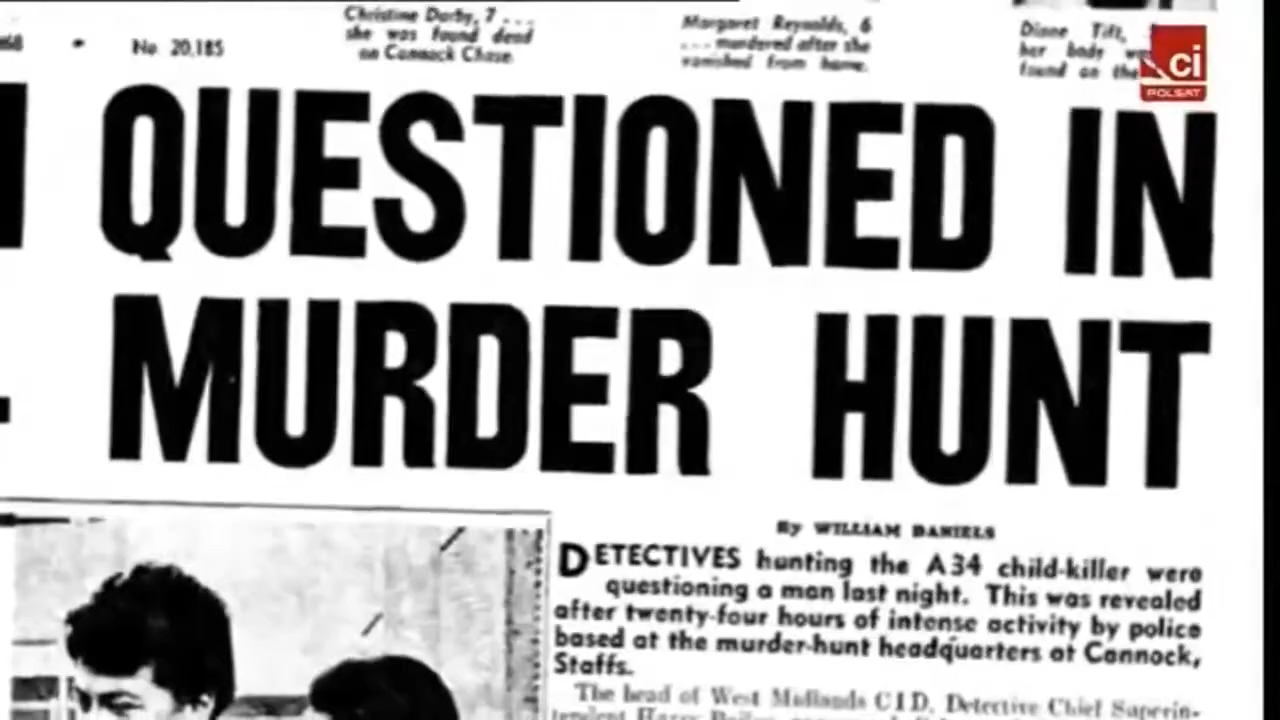 No 20,185
Christine Darby, 7 ...
she was found dead
on Cannock Chase.
Margaret Reynolds, 6
... murdered after she
vanished from home.
Diane Tift,
her body
found on the
ci
POLSAT
QUESTIONED IN
MURDER HUNT
By WILLIAM DANIELS
DETECTIVES hunting the A34 child-killer were
questioning a man last night. This was revealed
after twenty-four hours of intense activity by police
based at the murder-hunt headquarters at Cannock,
Staffs.
The head of West Midlands CID, Detective Chief Superin-
tendent Harry Bailey,